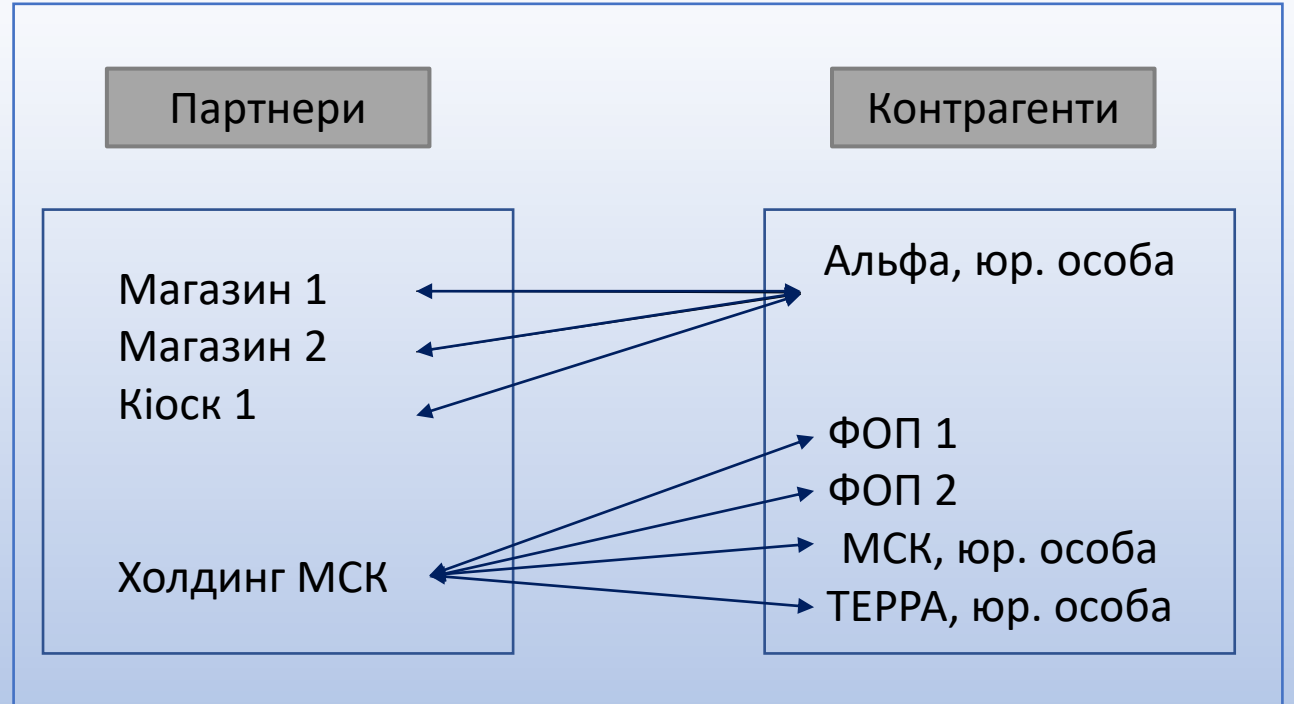 Партнери
Контрагенти
Магазин 1
Магазин 2
Кіоск 1
Холдинг МСК
Альфа, юр. особа
ФОП 1
ФОП 2
МСК, юр. особа
ТЕРРА, юр. особа